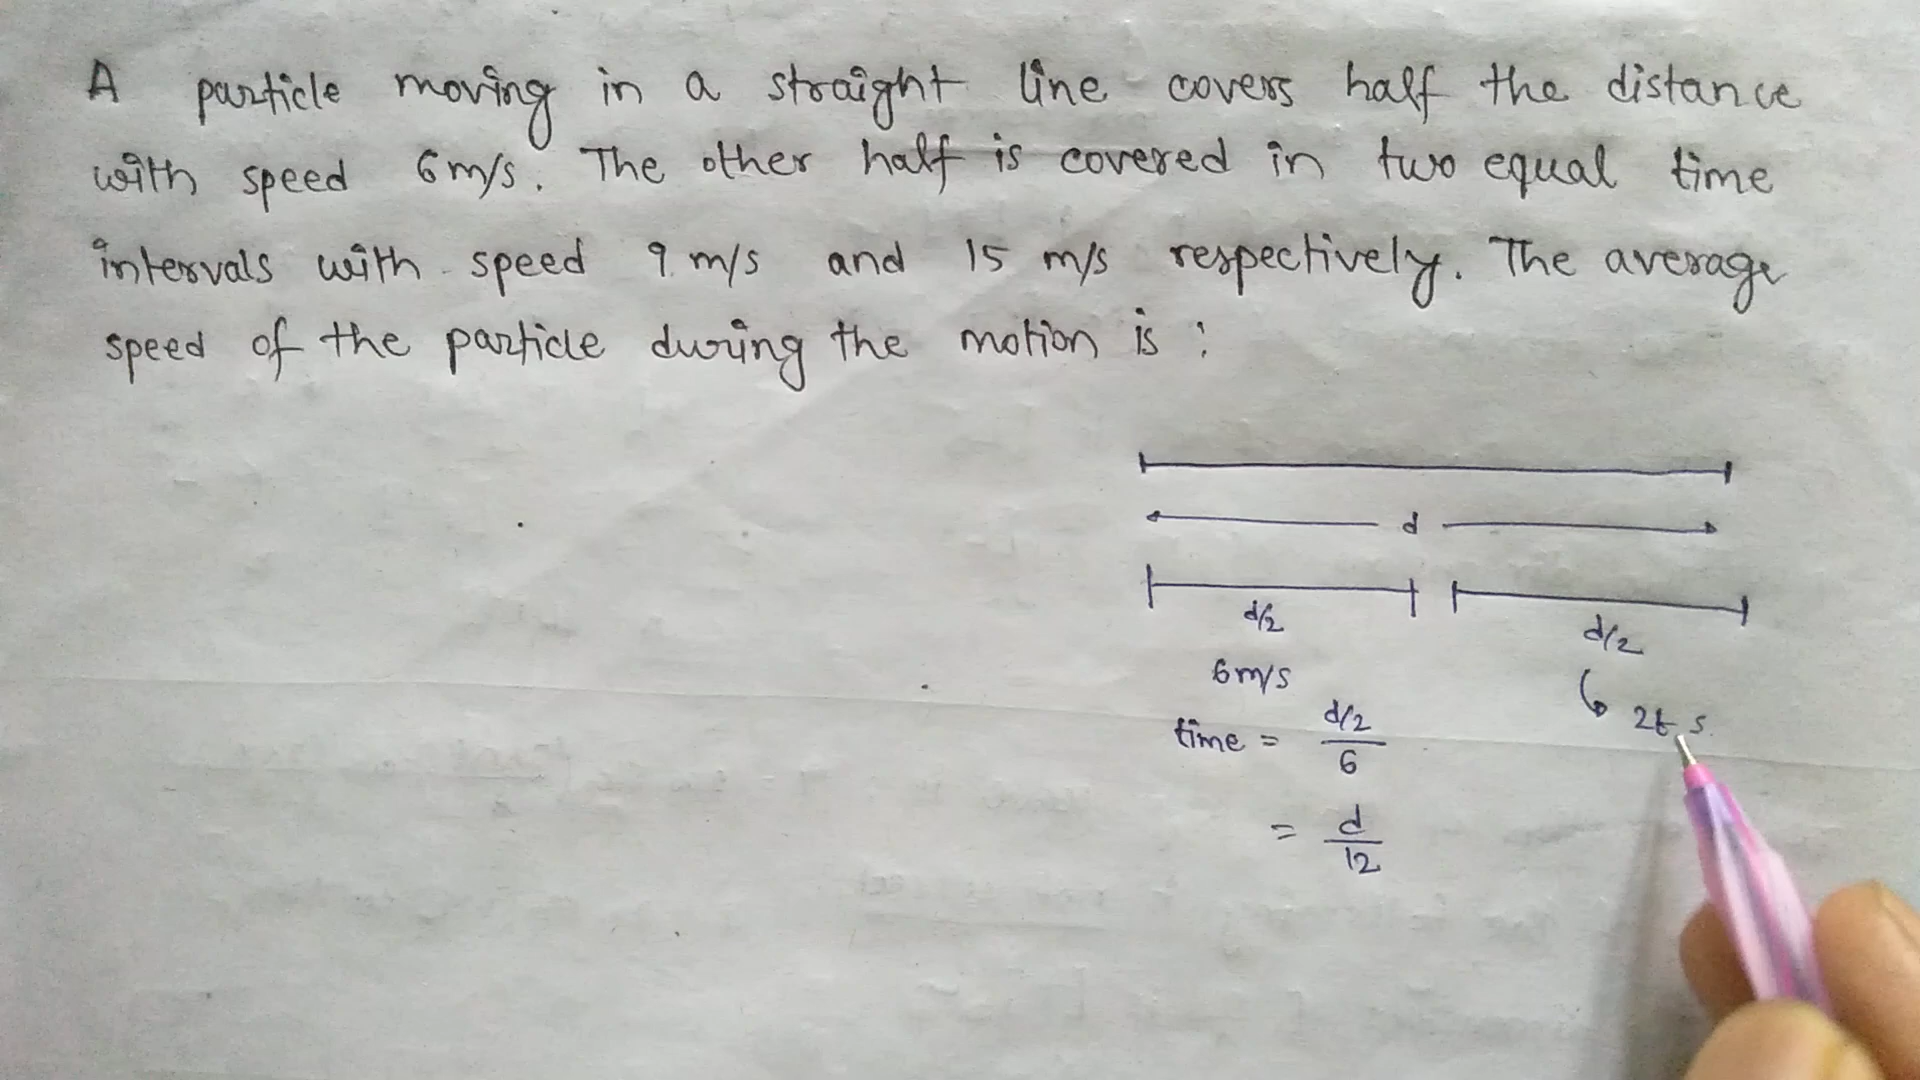 A particle moving in a straight line covers half the distance
with speed 6m/s. The other half is covered in two equal time
intervals with speed 9 m/s and 15 m/s respectively. The average
speed of the particle during the motion is :
d
d/2
d/2
6m/s
2t s.
time = d/2 / 6
= d / 12